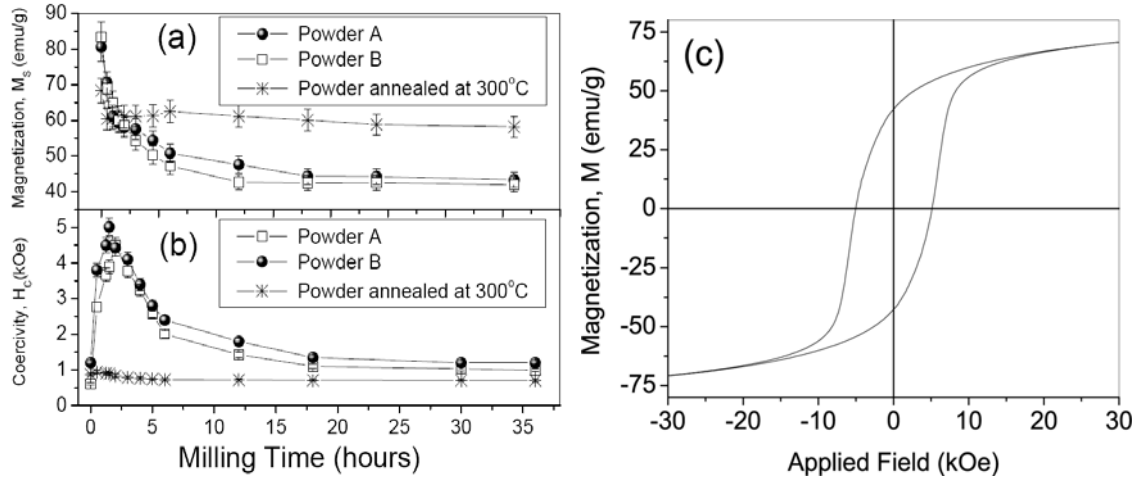 (a)
Powder A
Powder B
Powder annealed at 300°C
Magnetization, Mₛ (emu/g)
90
80
70
60
50
40
30
(b)
Powder A
Powder B
Powder annealed at 300°C
Coercivity, H_C(kOe)
5
4
3
2
1
0
0 5 10 15 20 25 30 35
Milling Time (hours)
(c)
Magnetization, M (emu/g)
75
50
25
0
-25
-50
-75
-30 -20 -10 0 10 20 30
Applied Field (kOe)